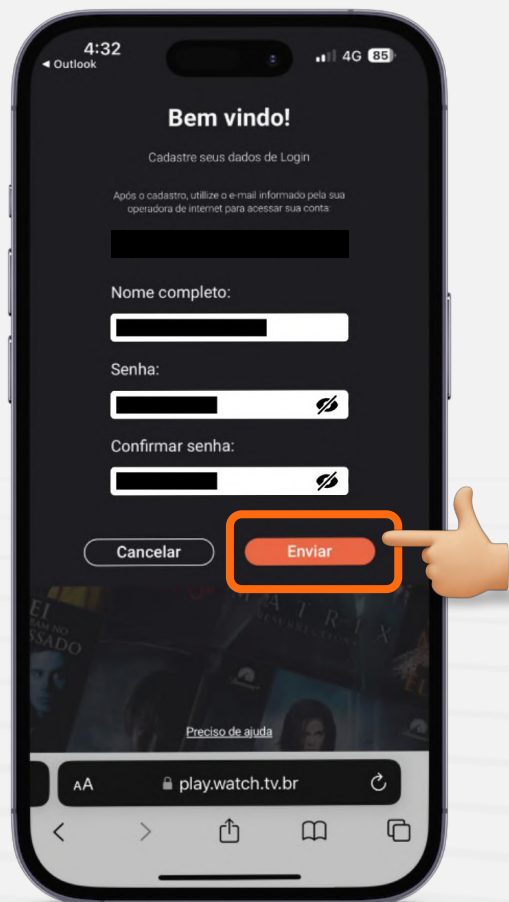 4:32
4G 85
◄ Outlook
Bem vindo!
Cadastre seus dados de Login
Após o cadastro, utilize o e-mail informado pela sua
operadora de internet para acessar sua conta:
Nome completo:
Senha:
Confirmar senha:
Cancelar
Enviar
MATRIX
RESURRECTIONS
SSADO
Preciso de ajuda
AA
play.watch.tv.br